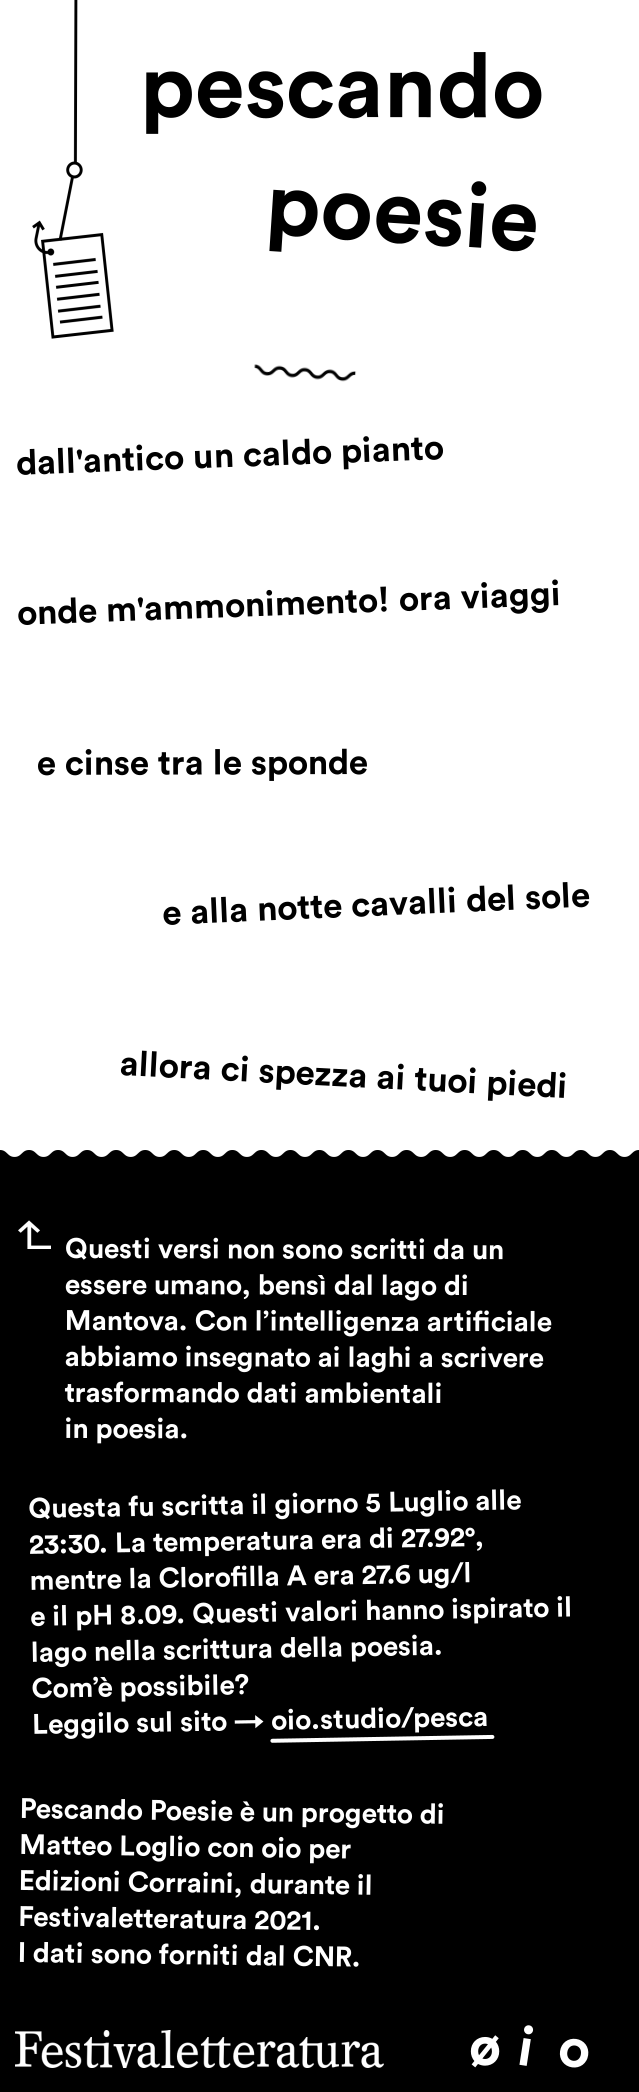 pescando
poesie
dall'antico un caldo pianto
onde m'ammonimento! ora viaggi
e cinse tra le sponde
e alla notte cavalli del sole
allora ci spezza ai tuoi piedi
Questi versi non sono scritti da un
essere umano, bensì dal lago di
Mantova. Con l’intelligenza artificiale
abbiamo insegnato ai laghi a scrivere
trasformando dati ambientali
in poesia.
Questa fu scritta il giorno 5 Luglio alle
23:30. La temperatura era di 27.92°,
mentre la Clorofilla A era 27.6 ug/l
e il pH 8.09. Questi valori hanno ispirato il
lago nella scrittura della poesia.
Com’è possibile?
Leggilo sul sito → oio.studio/pesca
Pescando Poesie è un progetto di
Matteo Loglio con oio per
Edizioni Corraini, durante il
Festivaletteratura 2021.
I dati sono forniti dal CNR.
Festivaletteratura ø i o